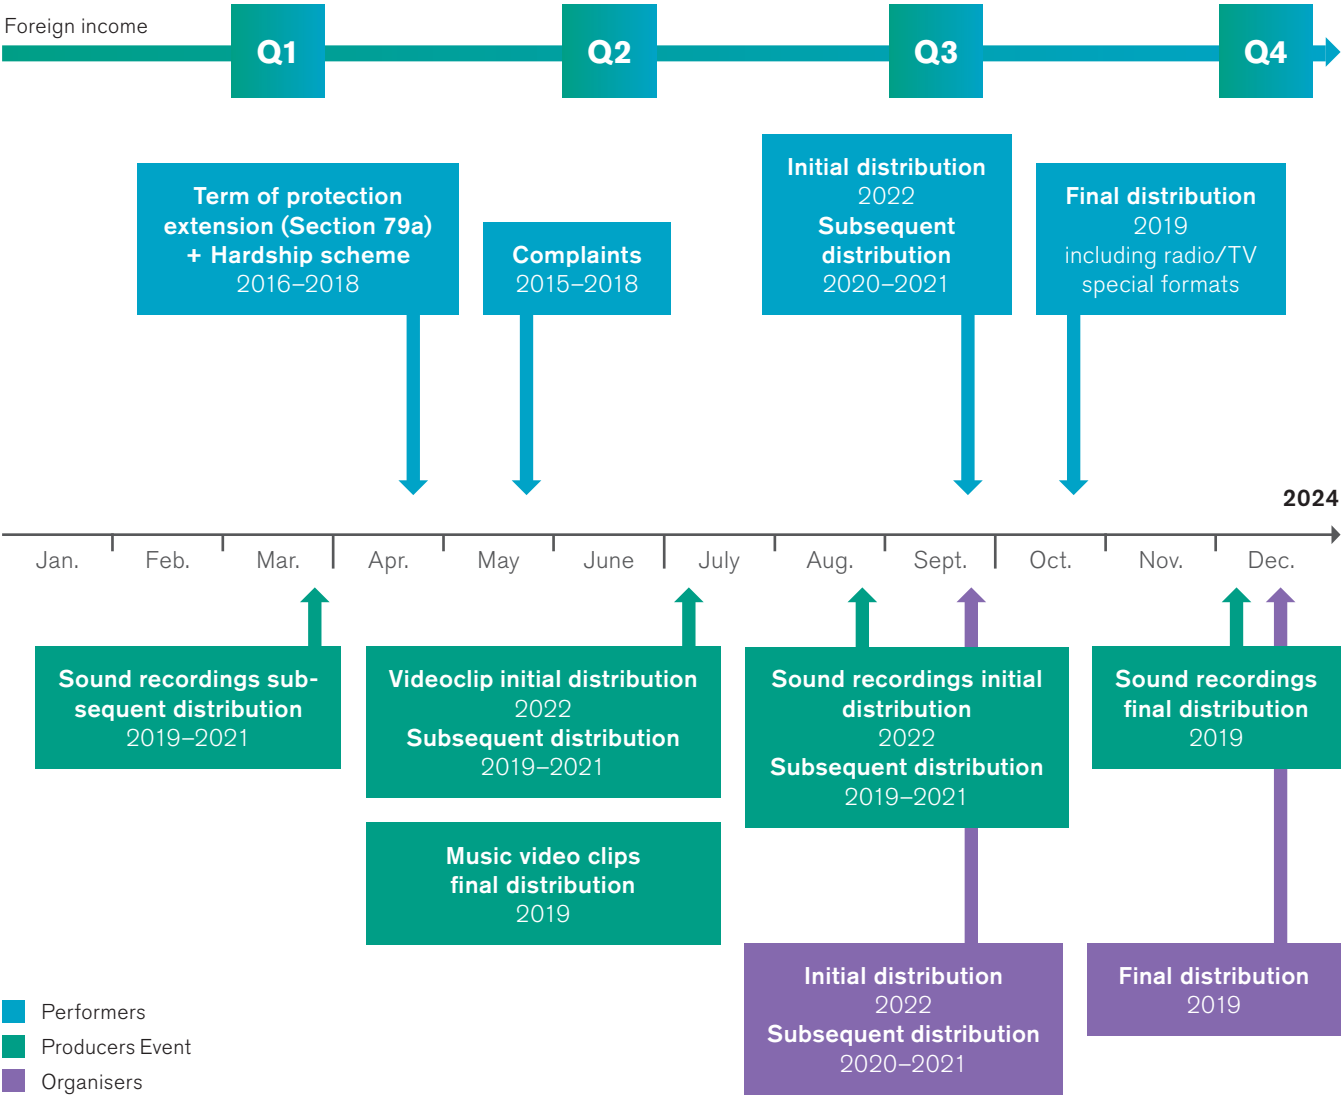 Foreign income
Q1
Q2
Q3
Q4
Term of protection
extension (Section 79a)
+ Hardship scheme
2016–2018
Complaints
2015–2018
Initial distribution
2022
Subsequent
distribution
2020–2021
Final distribution
2019
including radio/TV
special formats
2024
Jan.
Feb.
Mar.
Apr.
May
June
July
Aug.
Sept.
Oct.
Nov.
Dec.
Sound recordings sub-
sequent distribution
2019–2021
Videoclip initial distribution
2022
Subsequent distribution
2019–2021
Music video clips
final distribution
2019
Sound recordings initial
distribution
2022
Subsequent distribution
2019–2021
Sound recordings
final distribution
2019
Initial distribution
2022
Subsequent distribution
2020–2021
Final distribution
2019
Performers
Producers Event
Organisers